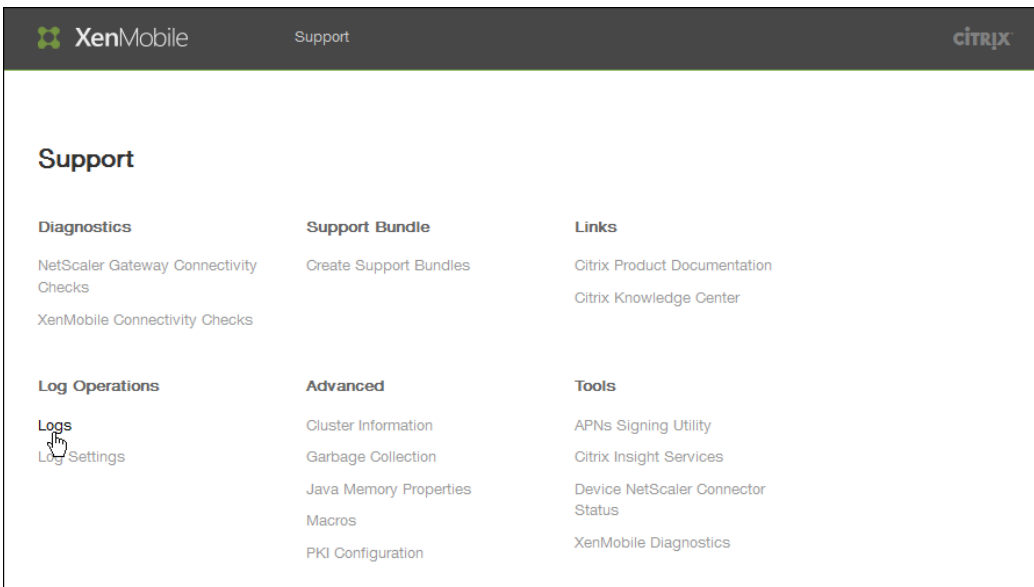 XenMobile
Support
CİTRIX
Support
Diagnostics
NetScaler Gateway Connectivity
Checks
XenMobile Connectivity Checks
Support Bundle
Create Support Bundles
Links
Citrix Product Documentation
Citrix Knowledge Center
Log Operations
Logs
Log Settings
Advanced
Cluster Information
Garbage Collection
Java Memory Properties
Macros
PKI Configuration
Tools
APNs Signing Utility
Citrix Insight Services
Device NetScaler Connector
Status
XenMobile Diagnostics